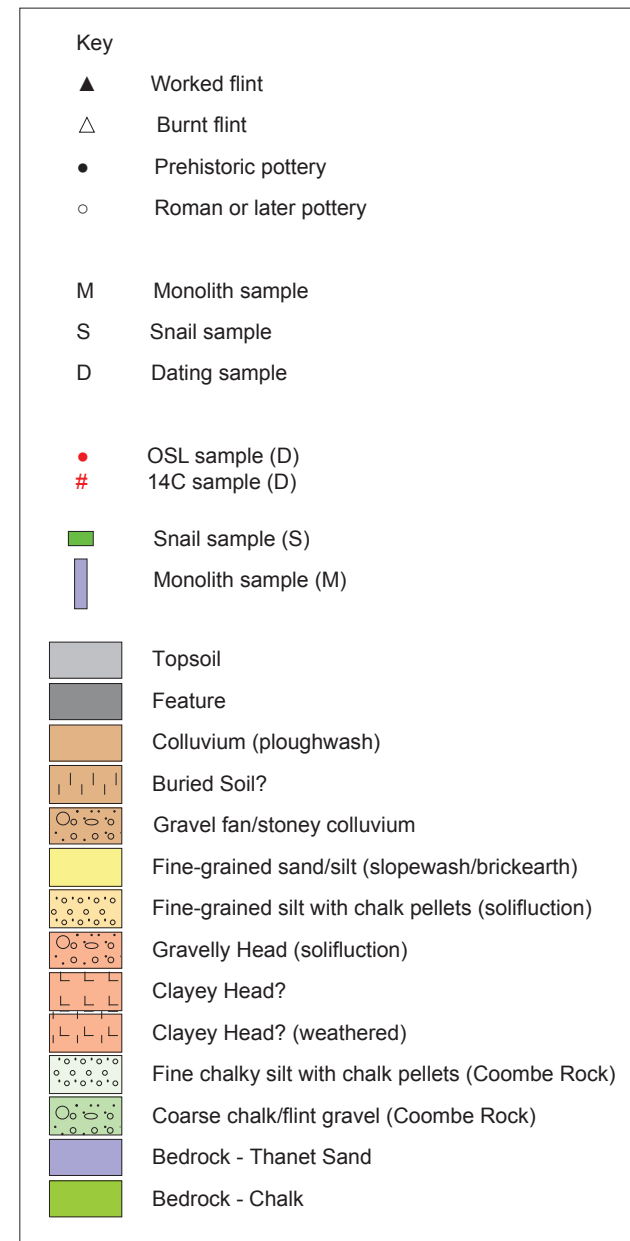 Key
▲ Worked flint
△ Burnt flint
● Prehistoric pottery
○ Roman or later pottery
M Monolith sample
S Snail sample
D Dating sample
● OSL sample (D)
# 14C sample (D)
Snail sample (S)
Monolith sample (M)
Topsoil
Feature
Colluvium (ploughwash)
Buried Soil?
Gravel fan/stoney colluvium
Fine-grained sand/silt (slopewash/brickearth)
Fine-grained silt with chalk pellets (solifluction)
Gravelly Head (solifluction)
Clayey Head?
Clayey Head? (weathered)
Fine chalky silt with chalk pellets (Coombe Rock)
Coarse chalk/flint gravel (Coombe Rock)
Bedrock - Thanet Sand
Bedrock - Chalk